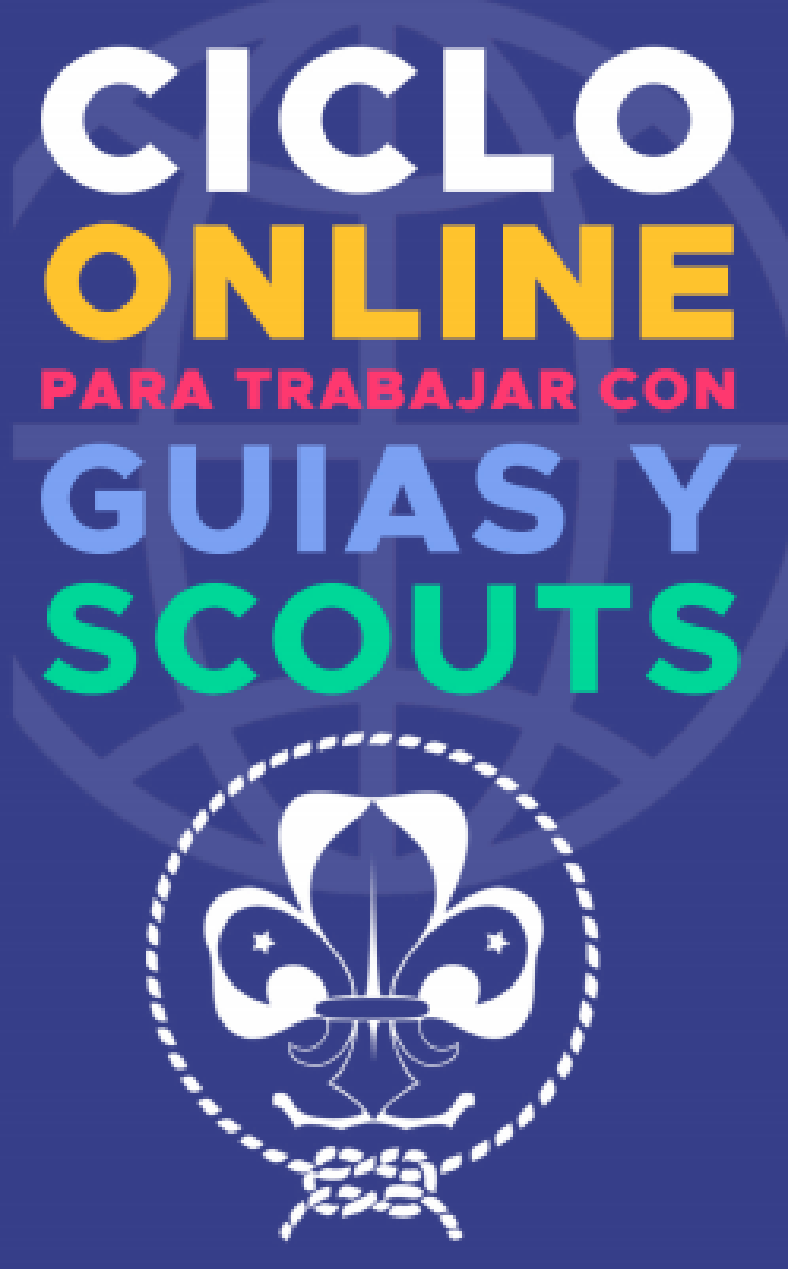 CICLO
ONLINE
PARA TRABAJAR CON
GUIAS Y
SCOUTS